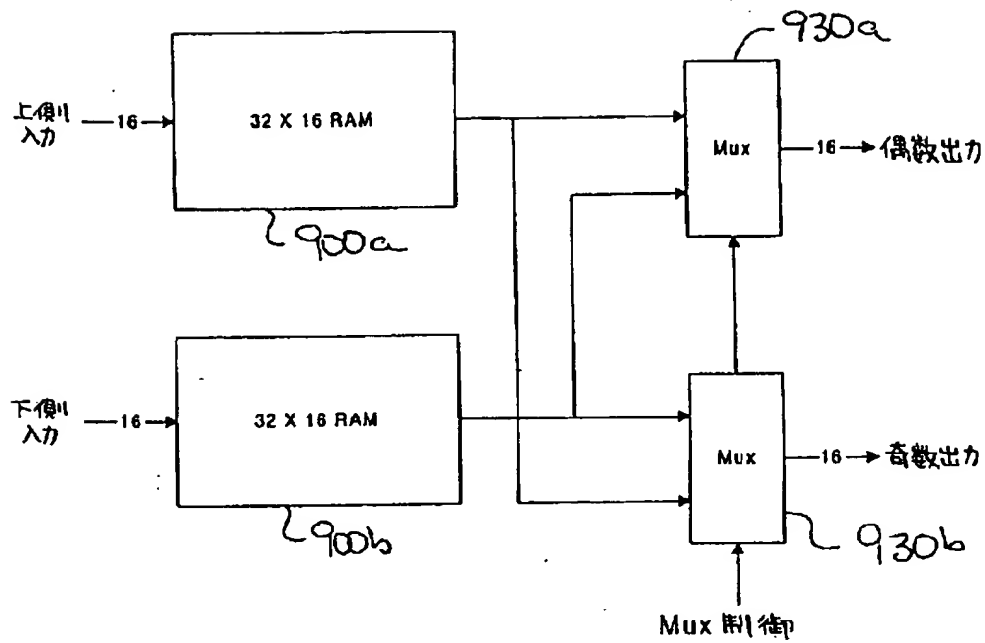 930a
上側
入力
16
32 X 16 RAM
Mux
16
偶数出力
900a
下側
入力
16
32 X 16 RAM
Mux
16
奇数出力
900b
930b
Mux 制御